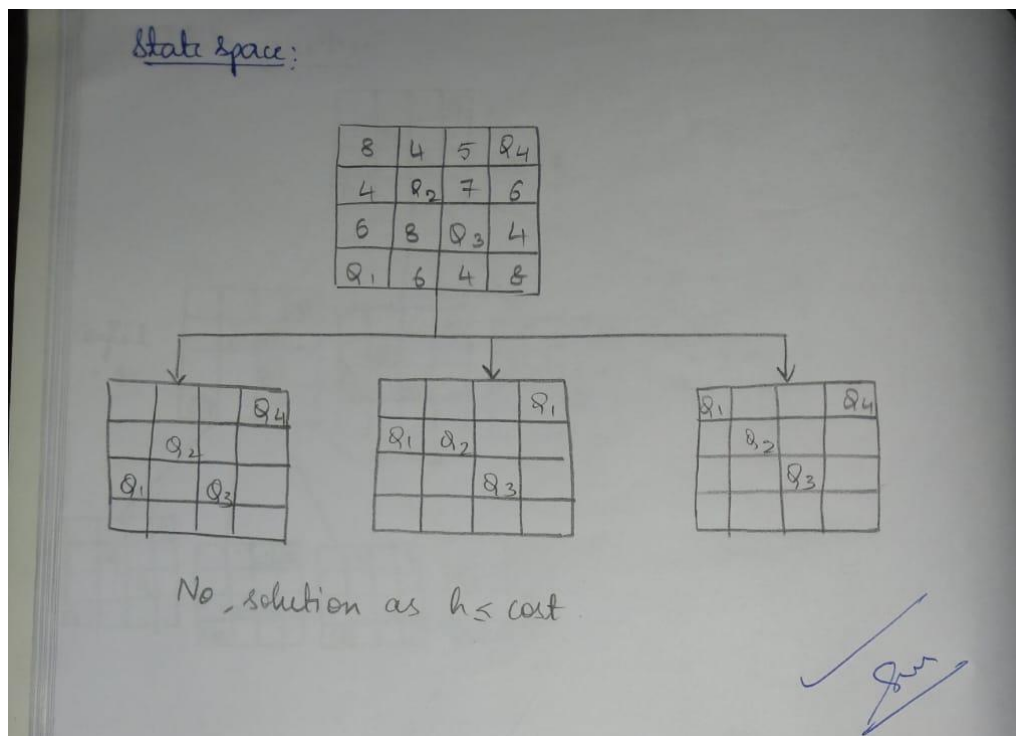 State space:
8 4 5 Q4
4 Q2 7 6
6 8 Q3 4
Q1 6 4 8
Q4
Q2
Q1 Q3
Q1
Q1 Q2
Q3
Q1 Q4
Q2
Q3
No, solution as h ≤ cost.